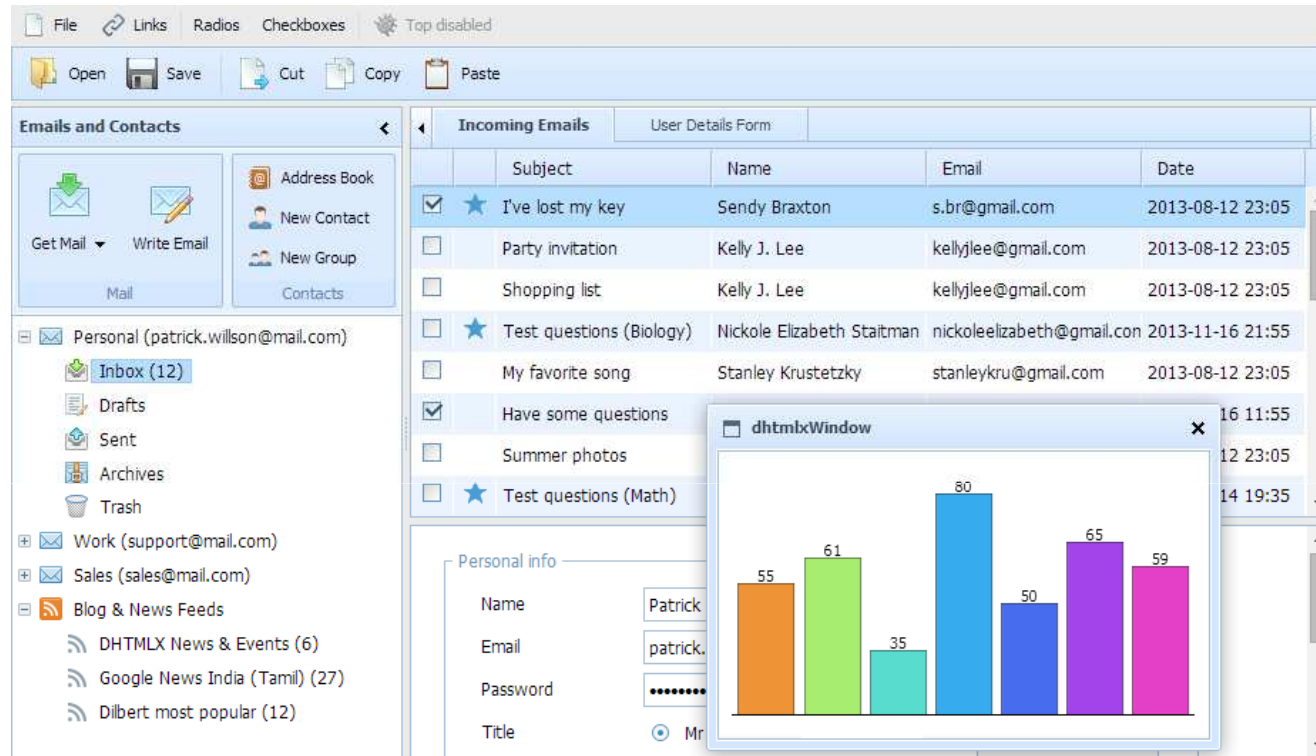 File Links Radios Checkboxes Top disabled
Open Save Cut Copy Paste
Emails and Contacts
Get Mail Write Email
Mail
Address Book
New Contact
New Group
Contacts
Personal (patrick.willson@mail.com)
Inbox (12)
Drafts
Sent
Archives
Trash
Work (support@mail.com)
Sales (sales@mail.com)
Blog & News Feeds
DHTMLX News & Events (6)
Google News India (Tamil) (27)
Dilbert most popular (12)
Incoming Emails User Details Form
Subject Name Email Date
I've lost my key Sendy Braxton s.br@gmail.com 2013-08-12 23:05
Party invitation Kelly J. Lee kellyjlee@gmail.com 2013-08-12 23:05
Shopping list Kelly J. Lee kellyjlee@gmail.com 2013-08-12 23:05
Test questions (Biology) Nickole Elizabeth Staitman nickoleelizabeth@gmail.con 2013-11-16 21:55
My favorite song Stanley Krustetzky stanleykru@gmail.com 2013-08-12 23:05
Have some questions 16 11:55
Summer photos 12 23:05
Test questions (Math) 14 19:35
Personal info
Name Patrick
Email patrick.
Password ••••••••
Title Mr
dhtmlxWindow
55 61 35 80 50 65 59